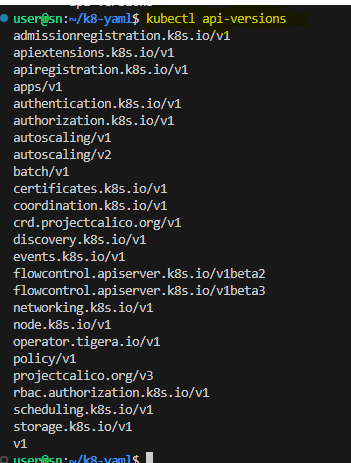 user@sn:~/k8-yaml$ kubectl api-versions
admissionregistration.k8s.io/v1
apiextensions.k8s.io/v1
apiregistration.k8s.io/v1
apps/v1
authentication.k8s.io/v1
authorization.k8s.io/v1
autoscaling/v1
autoscaling/v2
batch/v1
certificates.k8s.io/v1
coordination.k8s.io/v1
crd.projectcalico.org/v1
discovery.k8s.io/v1
events.k8s.io/v1
flowcontrol.apiserver.k8s.io/v1beta2
flowcontrol.apiserver.k8s.io/v1beta3
networking.k8s.io/v1
node.k8s.io/v1
operator.tigera.io/v1
policy/v1
projectcalico.org/v3
rbac.authorization.k8s.io/v1
scheduling.k8s.io/v1
storage.k8s.io/v1
v1
user@sn:~/k8-yaml$